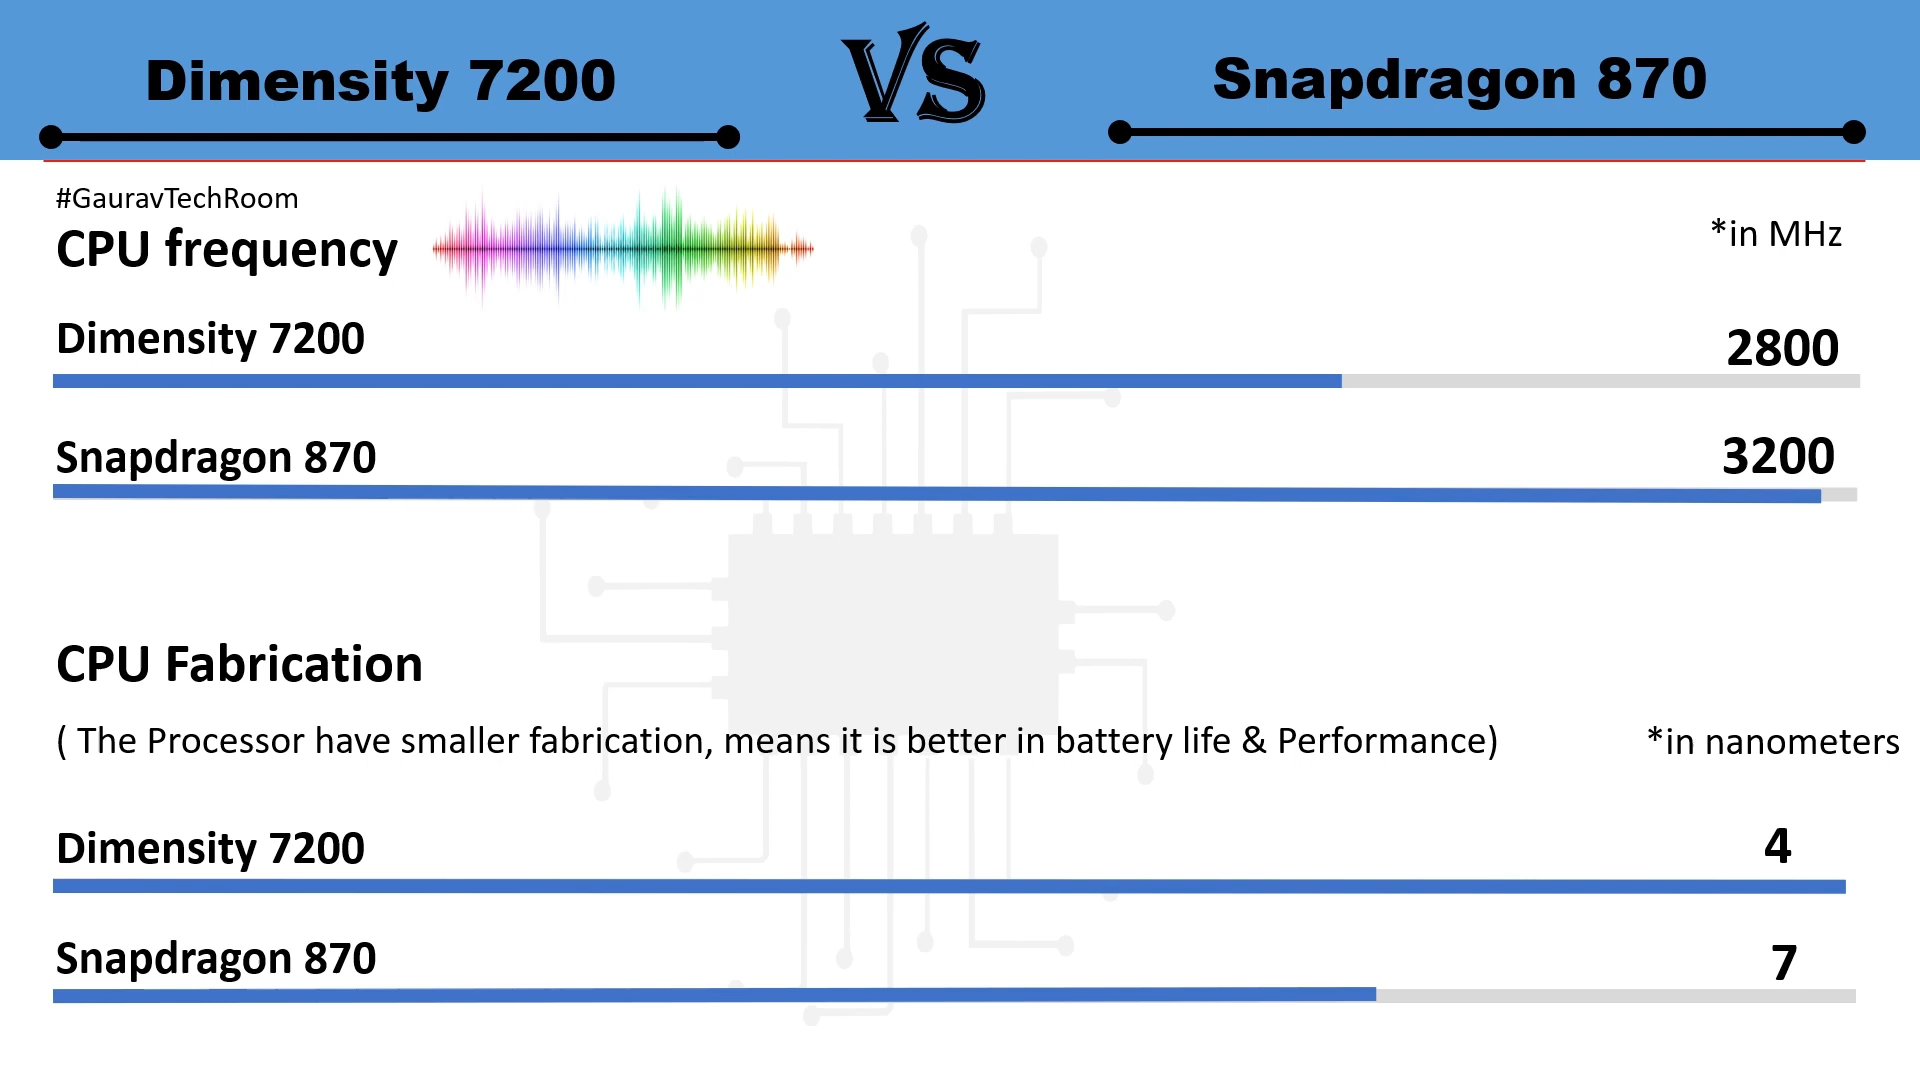 Dimensity 7200
VS
Snapdragon 870
#GauravTechRoom
CPU frequency
*in MHz
Dimensity 7200
2800
Snapdragon 870
3200
CPU Fabrication
( The Processor have smaller fabrication, means it is better in battery life & Performance)
*in nanometers
Dimensity 7200
4
Snapdragon 870
7